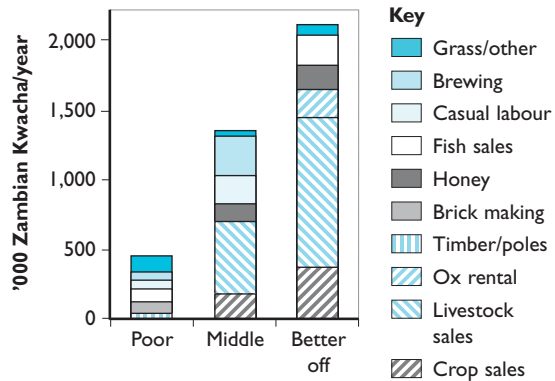 '000 Zambian Kwacha/year
2,000
1,500
1,000
500
0
Poor
Middle
Better
off
Key
Grass/other
Brewing
Casual labour
Fish sales
Honey
Brick making
Timber/poles
Ox rental
Livestock
sales
Crop sales